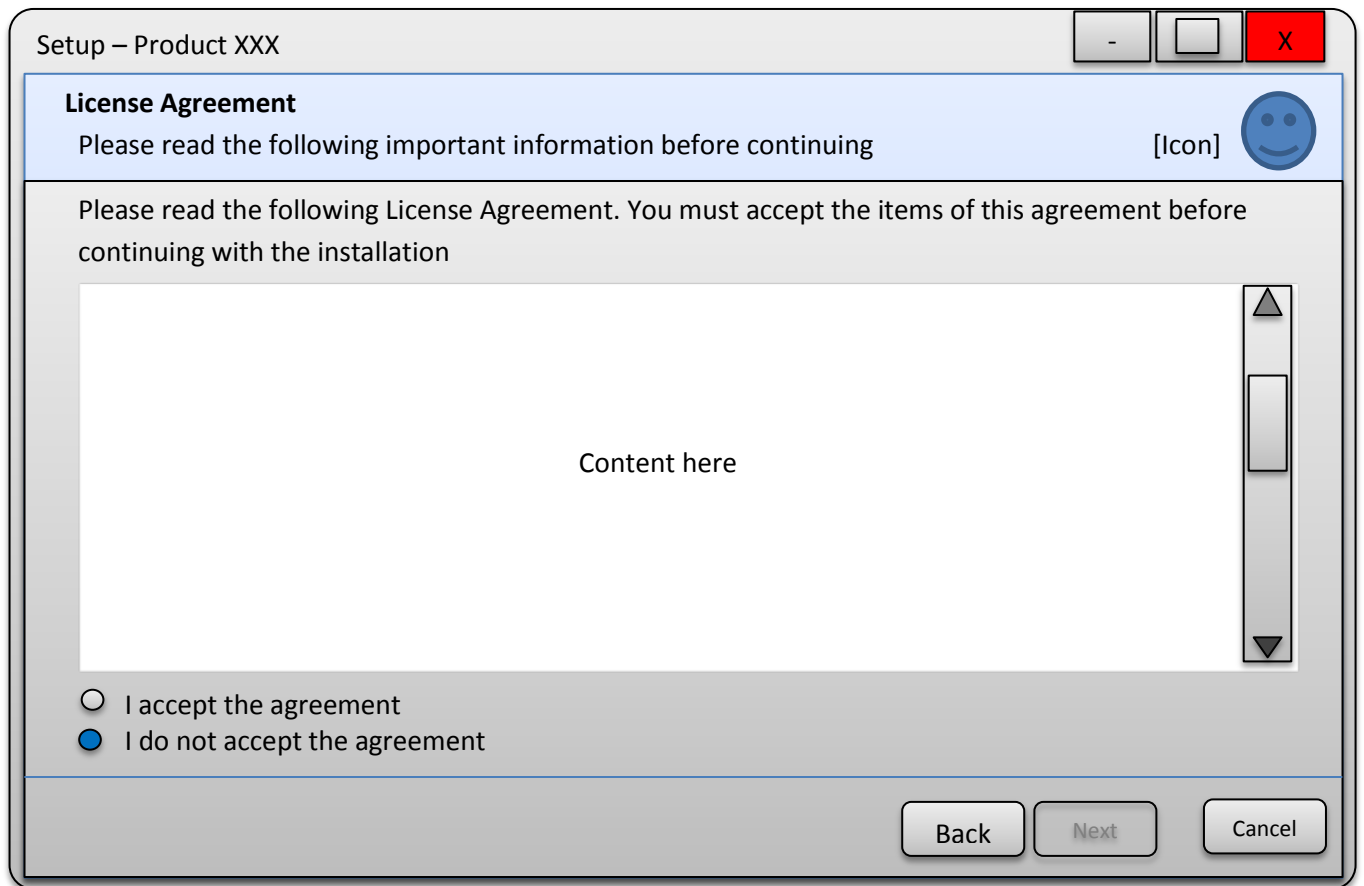 Setup – Product XXX
-
X
License Agreement
Please read the following important information before continuing
[Icon]
Please read the following License Agreement. You must accept the items of this agreement before
continuing with the installation
Content here
I accept the agreement
I do not accept the agreement
Back
Next
Cancel